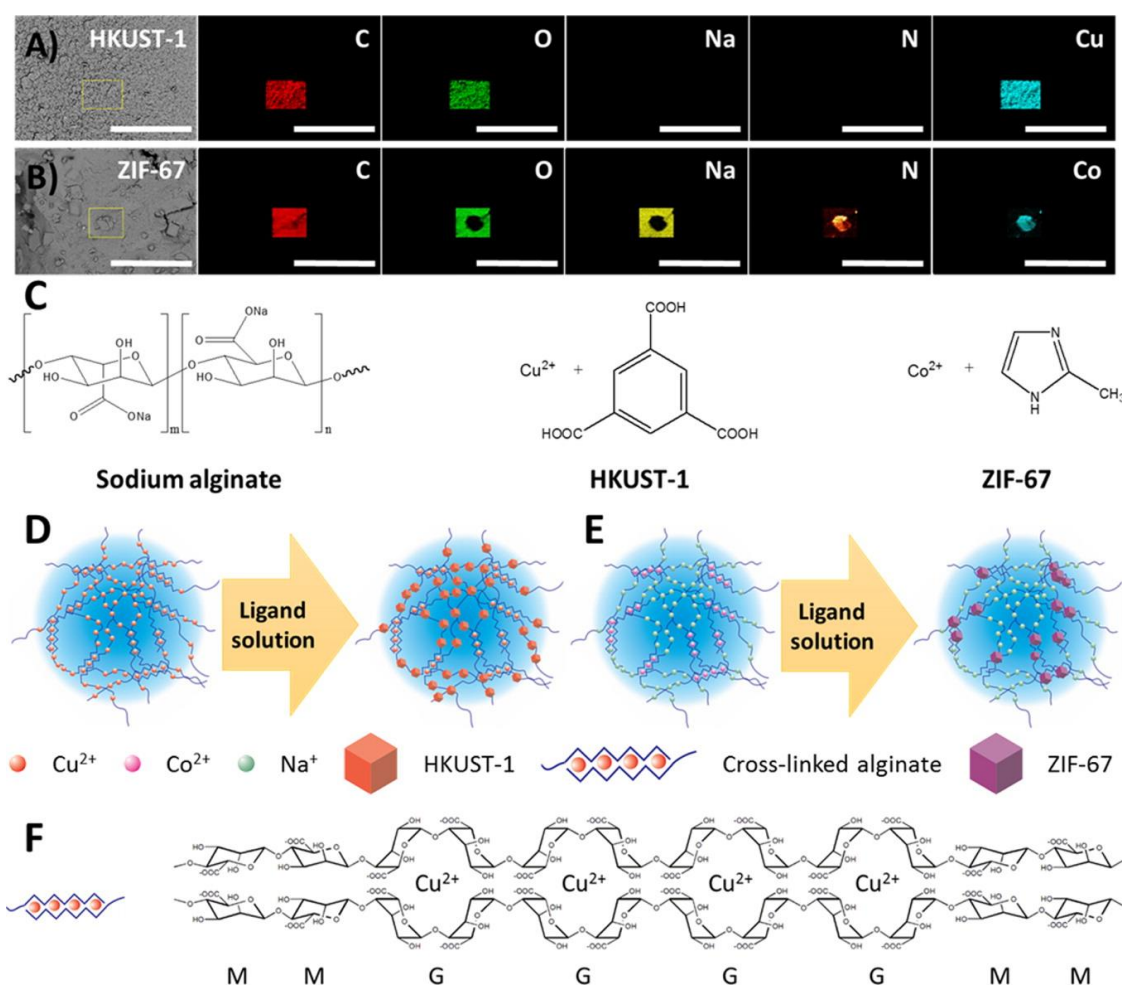 A) HKUST-1 C O Na N Cu
B) ZIF-67 C O Na N Co
C
COOH
ONa
O
OH
O
HO
O
ONa
m
O
OH
O
HO
O
n
Cu²⁺ +
HOOC
COOH
Co²⁺ +
N
N
H
CH₃
Sodium alginate HKUST-1 ZIF-67
D E
Ligand solution
Ligand solution
Cu²⁺ Co²⁺ Na⁺ HKUST-1 Cross-linked alginate ZIF-67
F
Cu²⁺ Cu²⁺ Cu²⁺ Cu²⁺
M M G G G G M M